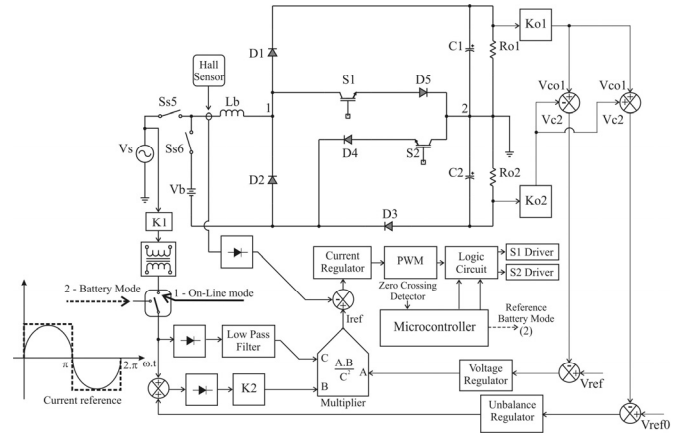 Ko1
D1
C1
Ro1
Hall
Sensor
S1
D5
Vco1
Vco1
Ss5
Lb
1
2
Vc2
Vc2
Vs
Ss6
D4
S2
Vb
D2
C2
Ro2
Ko2
K1
D3
Current
Regulator
PWM
Logic
Circuit
S1 Driver
S2 Driver
2 - Battery Mode
1 - On-Line mode
Zero Crossing
Detector
Iref
Microcontroller
Reference
Battery Mode
(2)
Low Pass
Filter
π
2.π
ω.t
C
A.B
C²
A
B
Voltage
Regulator
Vref
K2
Multiplier
Current reference
Unbalance
Regulator
Vref0